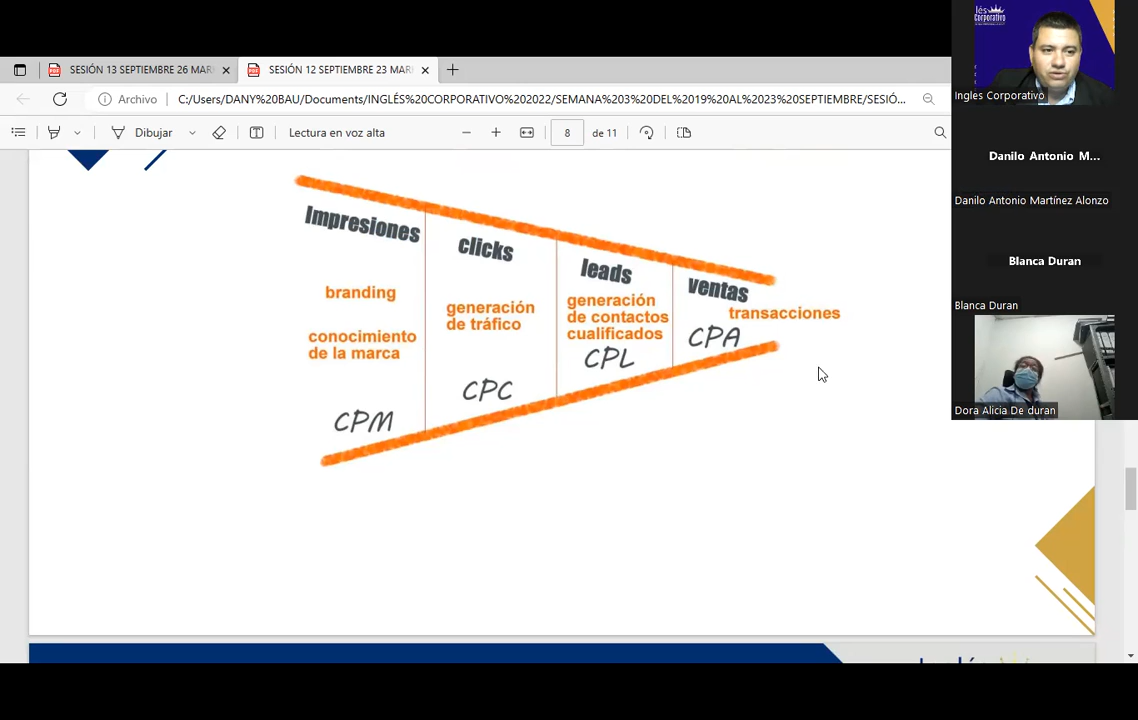 SESIÓN 13 SEPTIEMBRE 26 MAR
SESIÓN 12 SEPTIEMBRE 23 MAR
Archivo
C:/Users/DANY%20BAU/Documents/INGLÉS%20CORPORATIVO%202022/SEMANA%203%20DEL%2019%20AL%2023%20SEPTIEMBRE/SESIÓ...
Dibujar
Lectura en voz alta
8 de 11
Impresiones
branding
conocimiento
de la marca
CPM
clicks
generación
de tráfico
CPC
leads
generación
de contactos
cualificados
CPL
ventas
transacciones
CPA
lés
Corporativo
Ingles Corporativo
Danilo Antonio M...
Danilo Antonio Martínez Alonzo
Blanca Duran
Blanca Duran
Dora Alicia De duran